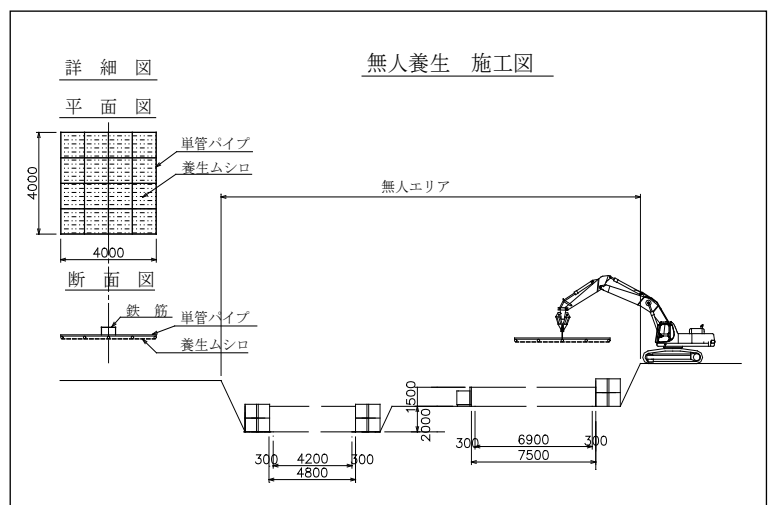 無人養生 施工図
詳 細 図
平 面 図
単管パイプ
養生ムシロ
4000
4000
無人エリア
断 面 図
鉄 筋
単管パイプ
養生ムシロ
1500
2000
300 4200 300
4800
300 6900 300
7500